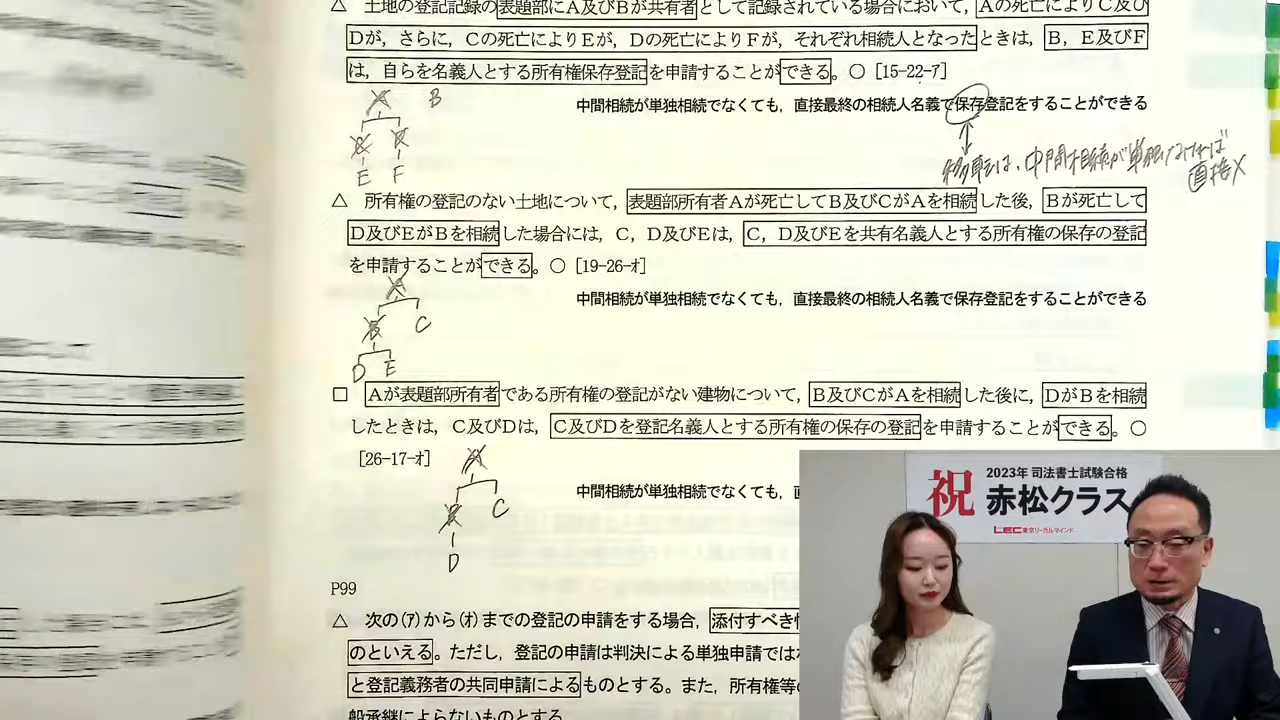 △ 土地の登記記録の表題部にA及びBが共有者として記録されている場合において,Aの死亡によりC及び
Dが,さらに,Cの死亡によりEが,Dの死亡によりFが,それぞれ相続人となったときは,B,E及びF
は,自らを名義人とする所有権保存登記を申請することができる。○ [15-22-ｱ]
中間相続が単独相続でなくても,直接最終の相続人名義で保存登記をすることができる
A B
C D
E F
移転は、中間相続が単独でなければ
直接×
△ 所有権の登記のない土地について,表題部所有者Aが死亡してB及びCがAを相続した後,Bが死亡して
D及びEがBを相続した場合には,C,D及びEは,C,D及びEを共有名義人とする所有権の保存の登記
を申請することができる。○ [19-26-ｵ]
中間相続が単独相続でなくても,直接最終の相続人名義で保存登記をすることができる
A
B C
D E
□ Aが表題部所有者である所有権の登記がない建物について,B及びCがAを相続した後に,DがBを相続
したときは,C及びDは,C及びDを登記名義人とする所有権の保存の登記を申請することができる。○
[26-17-ｵ]
中間相続が単独相続でなくても,
A
B C
D
P99
△ 次の(ｱ)から(ｵ)までの登記の申請をする場合,添付すべき
のといえる。ただし,登記の申請は判決による単独申請では
と登記義務者の共同申請によるものとする。また,所有権等の
般承継によらないものとする
祝
2023年 司法書士試験合格
赤松クラス
LEC東京リーガルマインド